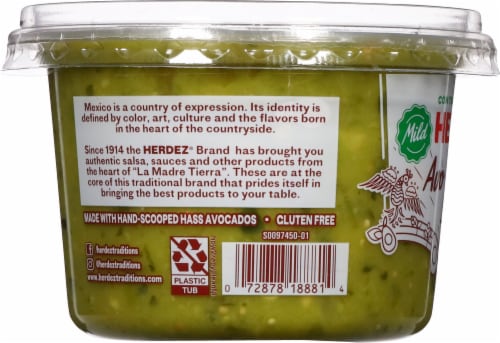 Mexico is a country of expression. Its identity is
defined by color, art, culture and the flavors born
in the heart of the countryside.
Since 1914 the HERDEZ® Brand has brought you
authentic salsa, sauces and other products from
the heart of "La Madre Tierra". These are at the
core of this traditional brand that prides itself in
bringing the best products to your table.
MADE WITH HAND-SCOOPED HASS AVOCADOS • GLUTEN FREE
S0097450-01
herdeztraditions
@herdeztraditions
www.herdeztraditions.com
PLASTIC
TUB
0 72878 18881 4
Mild